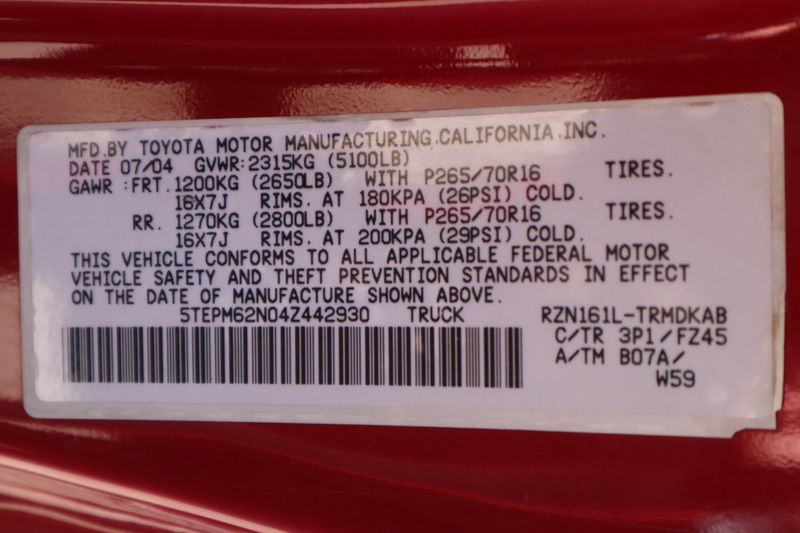 MFD.BY TOYOTA MOTOR MANUFACTURING,CALIFORNIA.INC.
DATE 07/04 GVWR:2315KG (5100LB)
GAWR :FRT. 1200KG (2650LB) WITH P265/70R16 TIRES.
16X7J RIMS. AT 180KPA (26PSI) COLD.
RR. 1270KG (2800LB) WITH P265/70R16 TIRES.
16X7J RIMS. AT 200KPA (29PSI) COLD.
THIS VEHICLE CONFORMS TO ALL APPLICABLE FEDERAL MOTOR
VEHICLE SAFETY AND THEFT PREVENTION STANDARDS IN EFFECT
ON THE DATE OF MANUFACTURE SHOWN ABOVE.
5TEPM62N04Z442930 TRUCK RZN161L-TRMDKAB
C/TR 3P1/FZ45
A/TM B07A/
W59